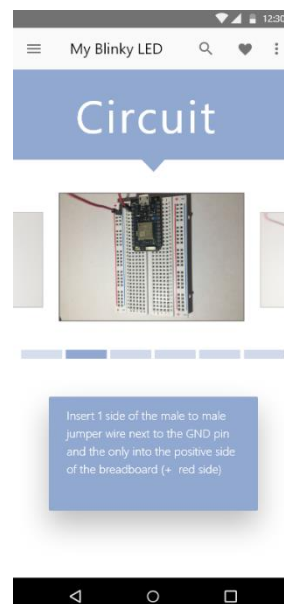 12:30
My Blinky LED
Circuit
Insert 1 side of the male to male
jumper wire next to the GND pin
and the only into the positive side
of the breadboard (+ red side)